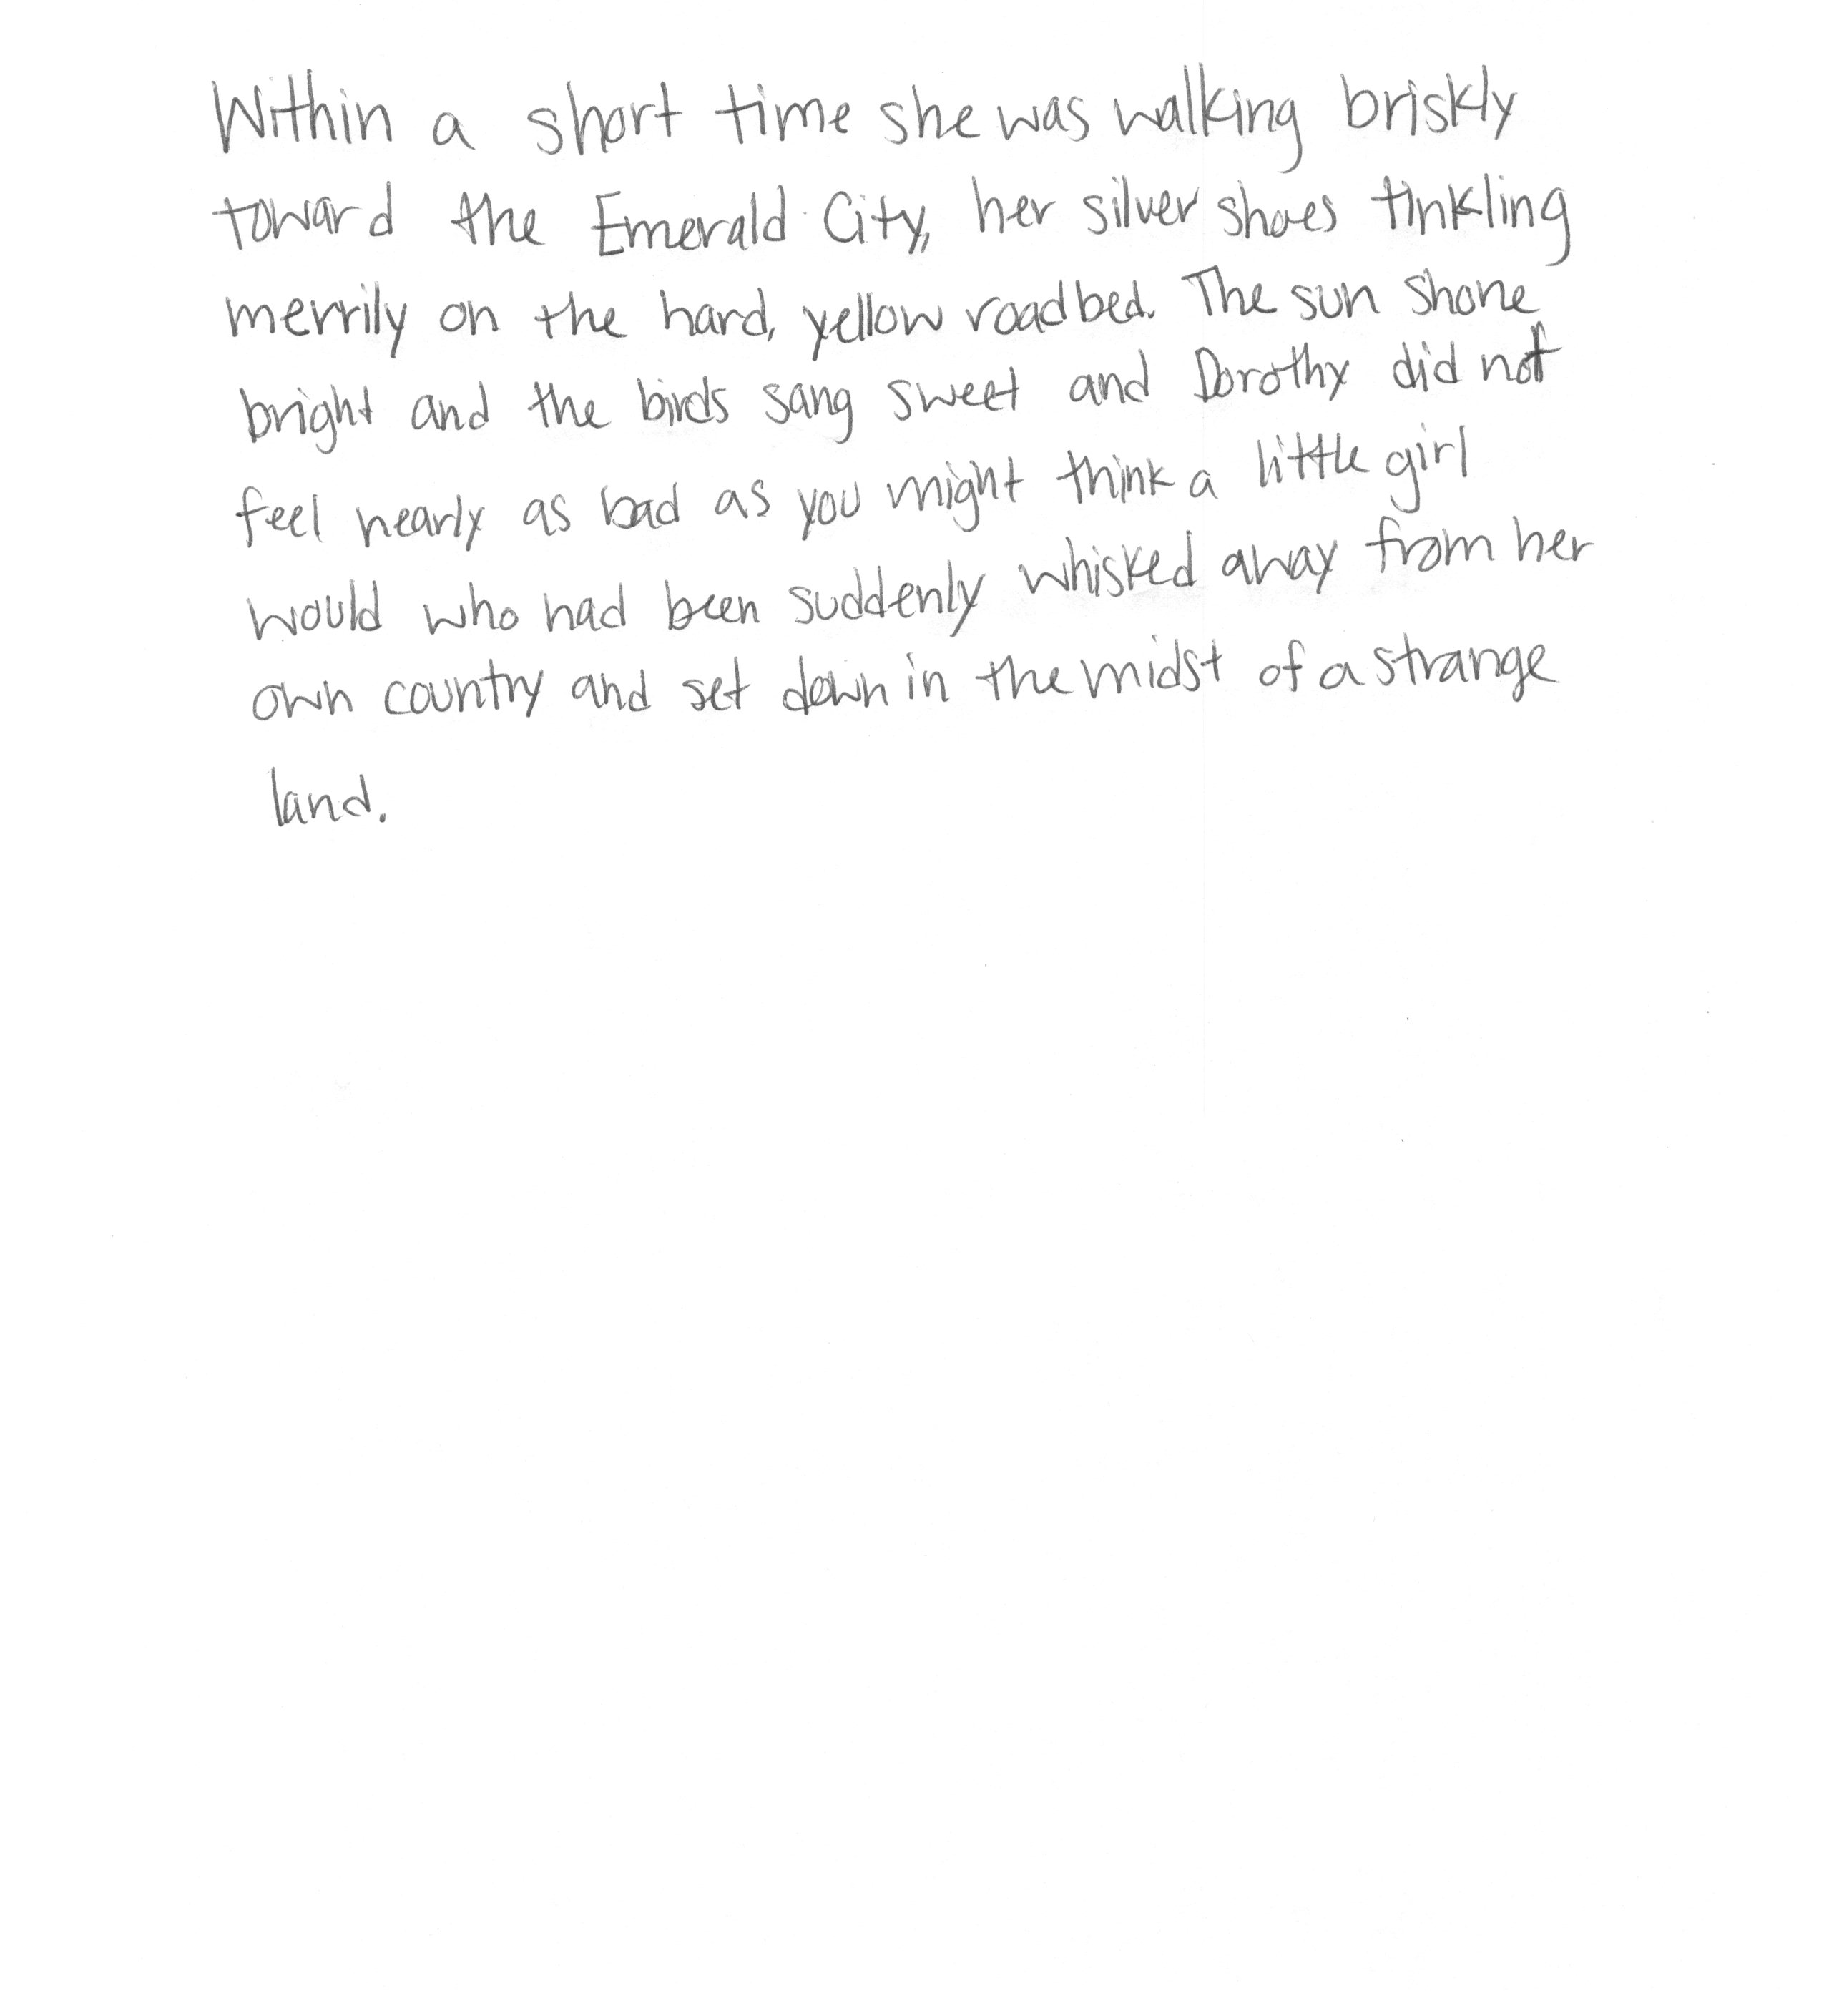 Within a short time she was walking briskly
toward the Emerald City, her silver shoes tinkling
merrily on the hard, yellow roadbed. The sun shone
bright and the birds sang sweet and Dorothy did not
feel nearly as bad as you might think a little girl
would who had been suddenly whisked away from her
own country and set down in the midst of a strange
land.